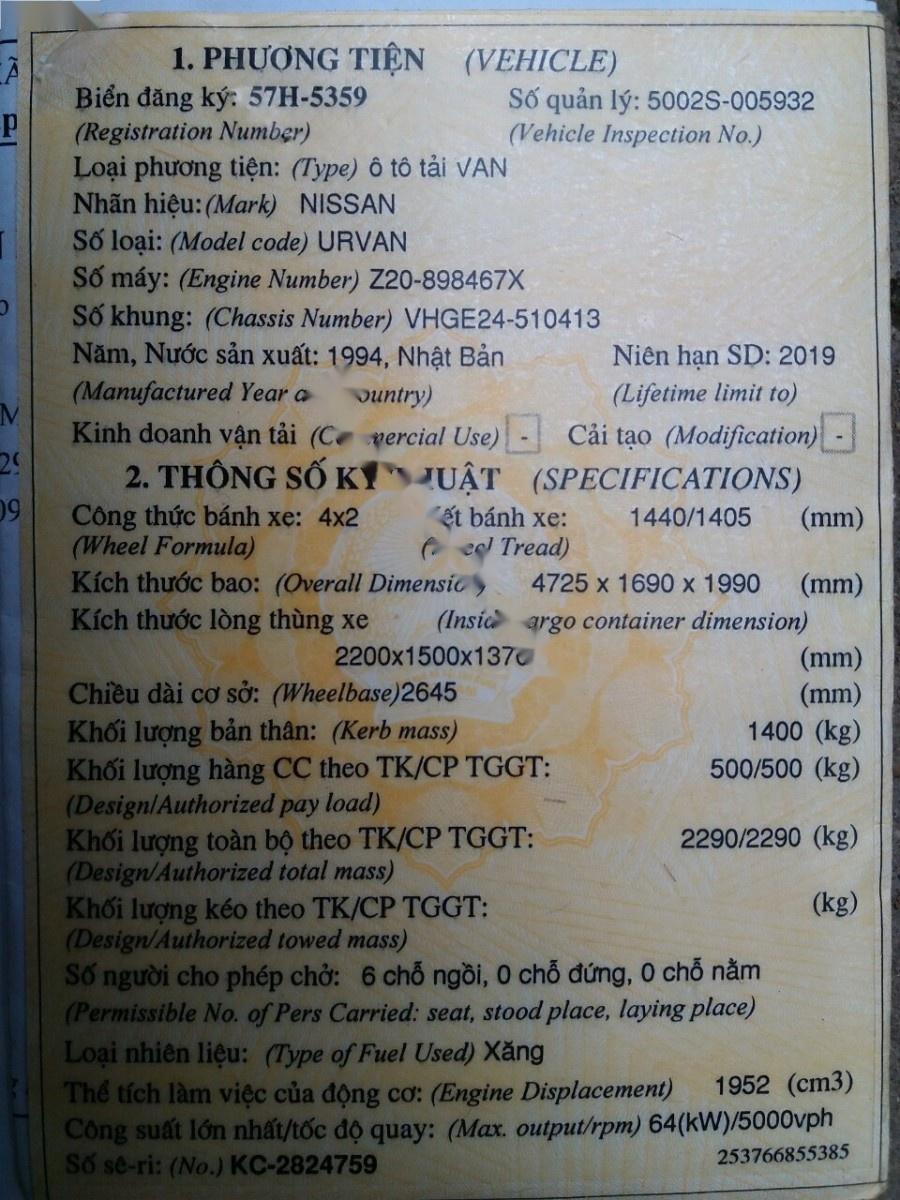 1. PHƯƠNG TIỆN (VEHICLE)
Biển đăng ký: 57H-5359 Số quản lý: 5002S-005932
(Registration Number) (Vehicle Inspection No.)
Loại phương tiện: (Type) ô tô tải VAN
Nhãn hiệu: (Mark) NISSAN
Số loại: (Model code) URVAN
Số máy: (Engine Number) Z20-898467X
Số khung: (Chassis Number) VHGE24-510413
Năm, Nước sản xuất: 1994, Nhật Bản Niên hạn SD: 2019
(Manufactured Year (Lifetime limit to)
Kinh doanh vận tải Use) - Cải tạo (Modification) -
2. THÔNG SỐ (SPECIFICATIONS)
Công thức bánh xe: 4x2 bánh xe: 1440/1405 (mm)
(Wheel Formula) Tread)
Kích thước bao: (Overall 4725 x 1690 x 1990 (mm)
Kích thước lòng thùng xe container dimension)
(mm)
Chiều dài cơ sở: (Wheelbase)2645 (mm)
Khối lượng bản thân: (Kerb mass) 1400 (kg)
Khối lượng hàng CC theo TK/CP TGGT: 500/500 (kg)
(Design/Authorized pay load)
Khối lượng toàn bộ theo TK/CP TGGT: 2290/2290 (kg)
(Design/Authorized total mass)
Khối lượng kéo theo TK/CP TGGT: (kg)
(Design/Authorized towed mass)
Số người cho phép chở: 6 chỗ ngồi, 0 chỗ đứng, 0 chỗ nằm
(Permissible No. of Pers Carried: seat, stood place, laying place)
Loại nhiên liệu: (Type of Fuel Used) Xăng
Thể tích làm việc của động cơ: (Engine Displacement) 1952 (cm3)
Công suất lớn nhất/tốc độ quay: (Max. output/rpm) 64(kW)/5000vph
Số sê-ri: (No.) KC-2824759 253766855385